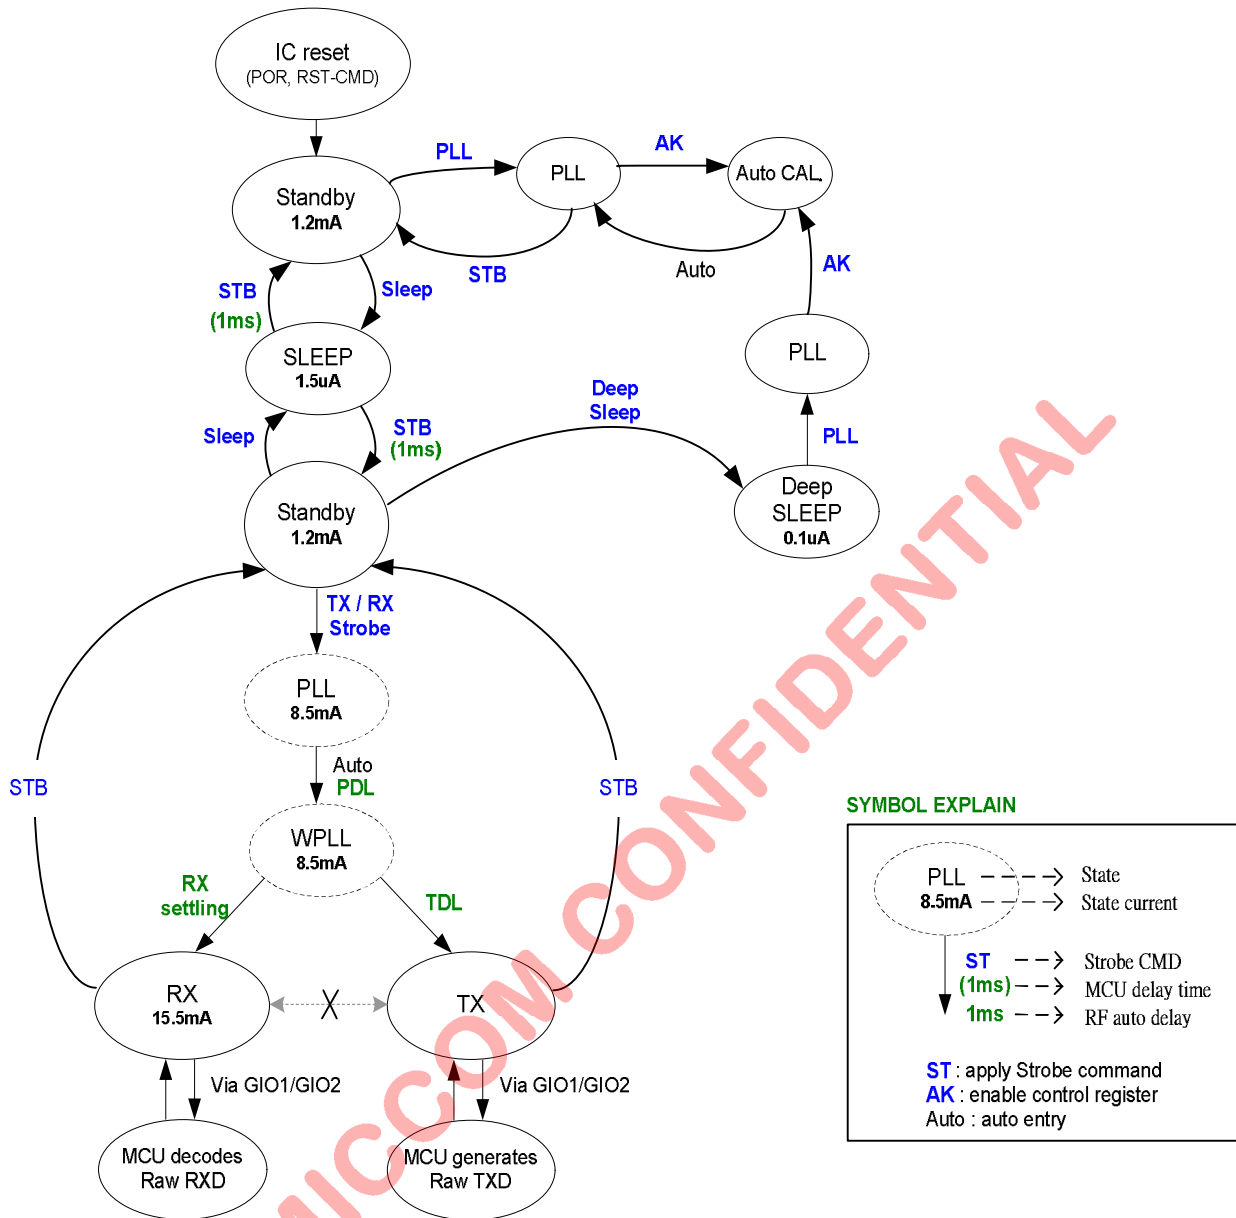 IC reset
(POR, RST-CMD)
PLL
AK
PLL
Auto CAL.
Standby
1.2mA
STB
Auto
AK
STB
(1ms)
Sleep
SLEEP
1.5uA
PLL
Deep
Sleep
Sleep
STB
(1ms)
PLL
Standby
1.2mA
Deep
SLEEP
0.1uA
TX / RX
Strobe
PLL
8.5mA
Auto
PDL
STB
STB
WPLL
8.5mA
RX
settling
TDL
RX
15.5mA
X
TX
Via GIO1/GIO2
Via GIO1/GIO2
MCU decodes
Raw RXD
MCU generates
Raw TXD
SYMBOL EXPLAIN
PLL
8.5mA
State
State current
ST
Strobe CMD
(1ms)
MCU delay time
1ms
RF auto delay
ST : apply Strobe command
AK : enable control register
Auto : auto entry
MICCOM CONFIDENTIAL